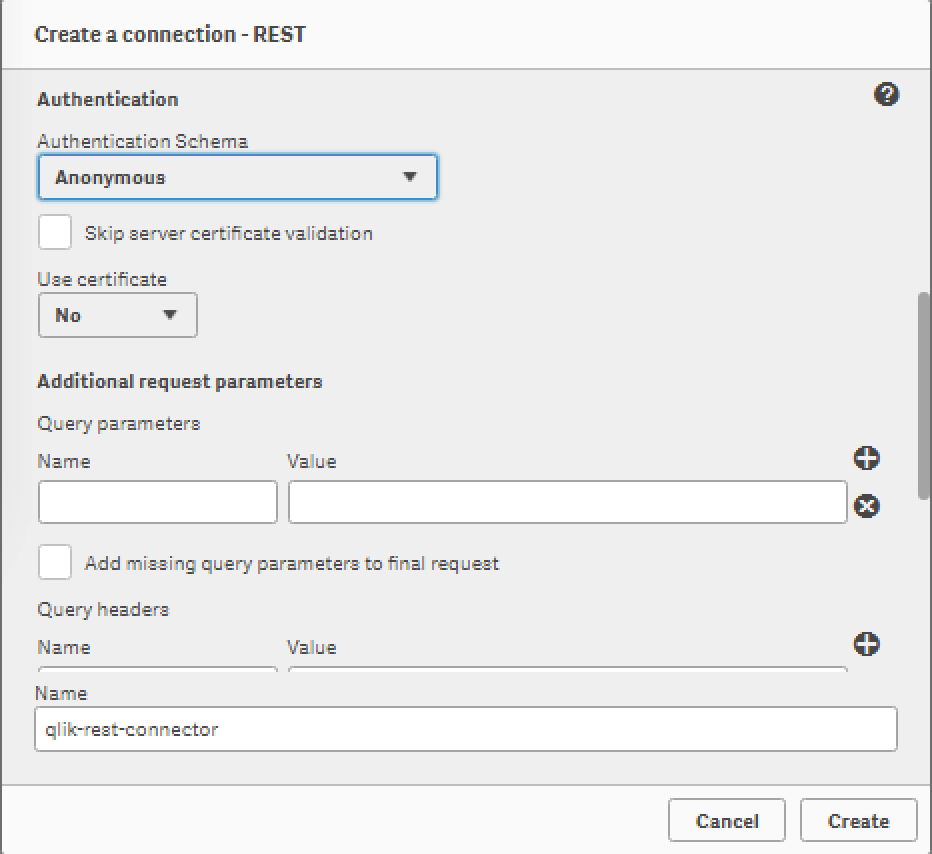 Create a connection - REST
Authentication
Authentication Schema
Anonymous
Skip server certificate validation
Use certificate
No
Additional request parameters
Query parameters
Name Value
Add missing query parameters to final request
Query headers
Name Value
Name
qlik-rest-connector
Cancel Create